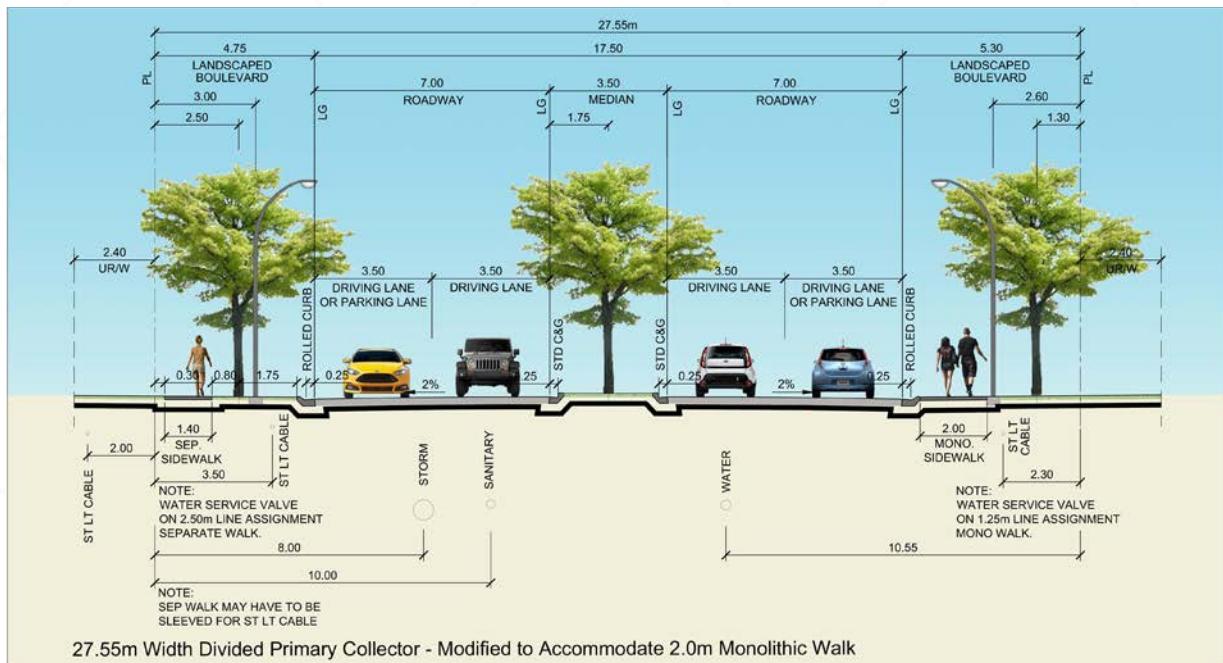 27.55m
4.75
17.50
5.30
LANDSCAPED
BOULEVARD
LANDSCAPED
BOULEVARD
PL
PL
7.00
3.50
7.00
ROADWAY
MEDIAN
ROADWAY
3.00
2.60
LG
LG
LG
LG
2.50
1.75
1.30
2.40
UR/W
2.40
UR/W
3.50
3.50
3.50
3.50
DRIVING LANE
OR PARKING LANE
DRIVING LANE
DRIVING LANE
DRIVING LANE
OR PARKING LANE
ROLLED CURB
STD C&G
STD C&G
ROLLED CURB
0.30
0.80
1.75
0.25
2%
.25
0.25
2%
0.25
1.40
SEP.
SIDEWALK
ST LT CABLE
2.00
MONO.
SIDEWALK
ST LT
CABLE
2.00
3.50
2.30
ST LT CABLE
STORM
SANITARY
WATER
NOTE:
WATER SERVICE VALVE
ON 2.50m LINE ASSIGNMENT
SEPARATE WALK.
NOTE:
WATER SERVICE VALVE
ON 1.25m LINE ASSIGNMENT
MONO WALK.
8.00
10.55
10.00
NOTE:
SEP WALK MAY HAVE TO BE
SLEEVED FOR ST LT CABLE
27.55m Width Divided Primary Collector - Modified to Accommodate 2.0m Monolithic Walk